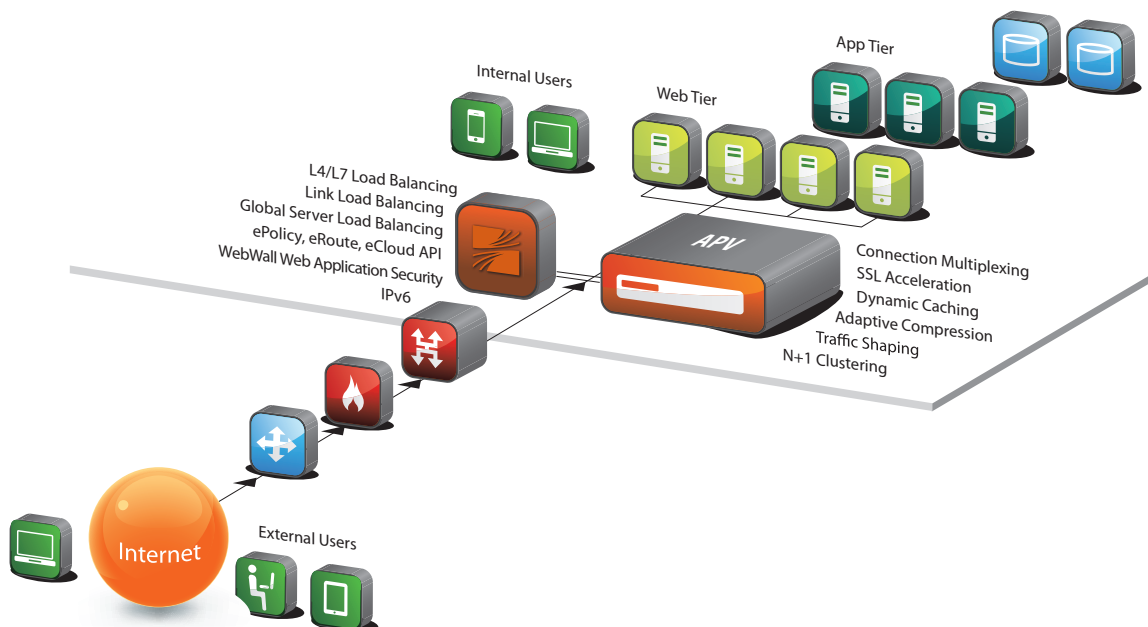 App Tier
Internal Users
Web Tier
L4/L7 Load Balancing
Link Load Balancing
Global Server Load Balancing
ePolicy, eRoute, eCloud API
WebWall Web Application Security
IPv6
APV
Connection Multiplexing
SSL Acceleration
Dynamic Caching
Adaptive Compression
Traffic Shaping
N+1 Clustering
Internet
External Users